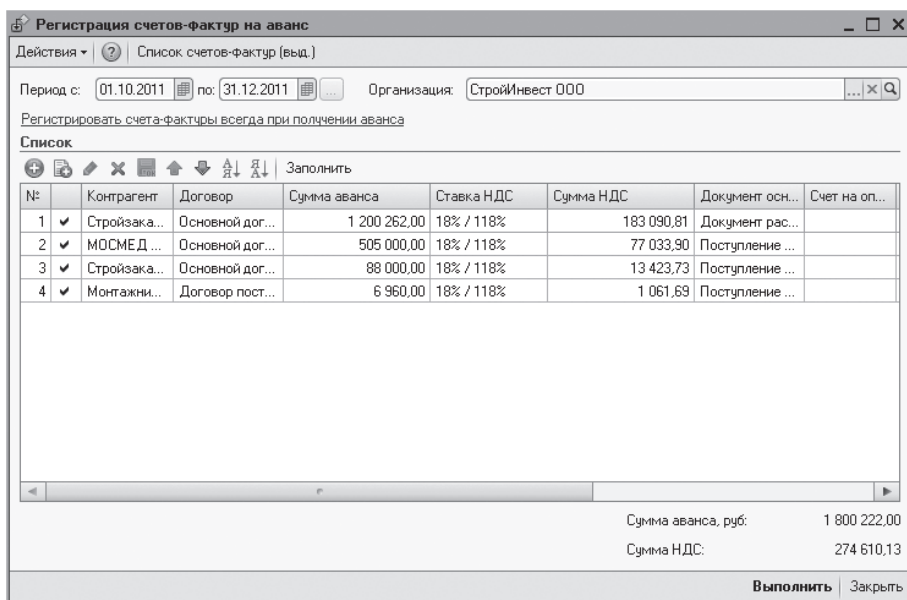 Регистрация счетов-фактур на аванс
Действия Список счетов-фактур (выд.)
Период с: 01.10.2011 по: 31.12.2011 ... Организация: СтройИнвест ООО ...
Регистрировать счета-фактуры всегда при получении аванса
Список
Заполнить
№ Контрагент Договор Сумма аванса Ставка НДС Сумма НДС Документ осн... Счет на оп...
1 Стройзака... Основной дог... 1 200 262,00 18% / 118% 183 090,81 Документ рас...
2 МОСМЕД ... Основной дог... 505 000,00 18% / 118% 77 033,90 Поступление ...
3 Стройзака... Основной дог... 88 000,00 18% / 118% 13 423,73 Поступление ...
4 Монтажни... Договор пост... 6 960,00 18% / 118% 1 061,69 Поступление ...
Сумма аванса, руб: 1 800 222,00
Сумма НДС: 274 610,13
Выполнить Закрыть